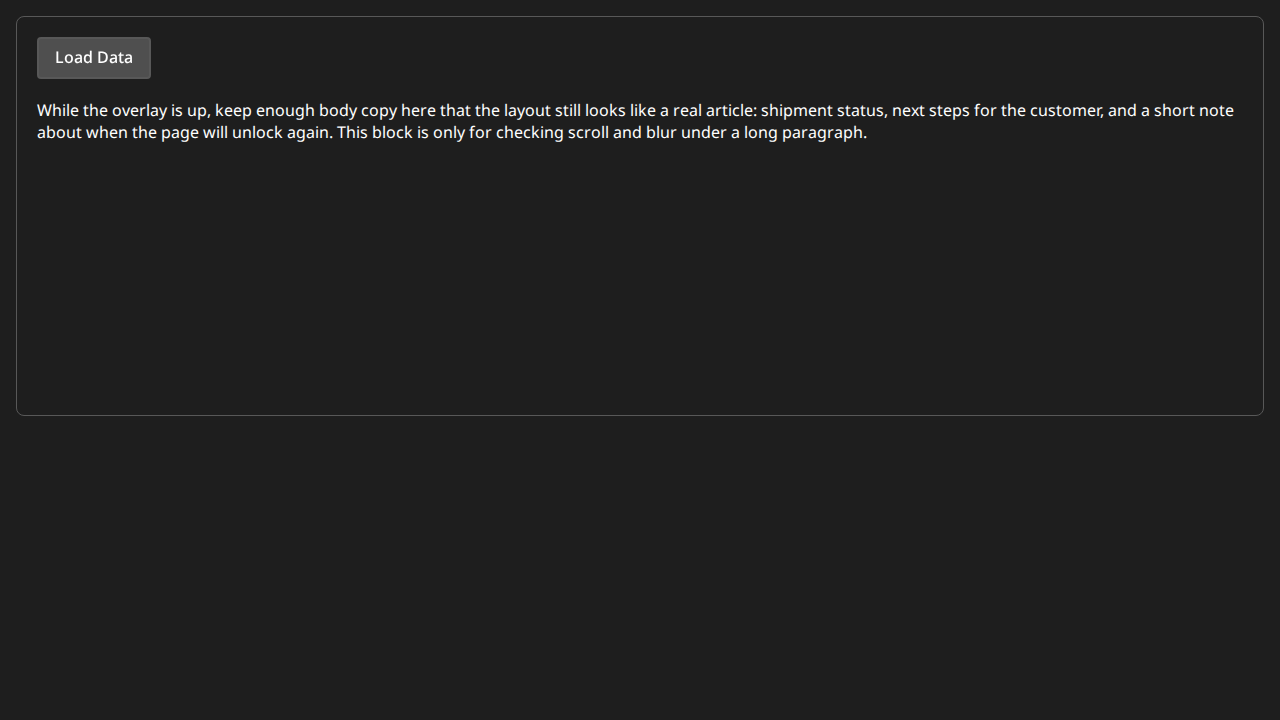 Load Data
While the overlay is up, keep enough body copy here that the layout still looks like a real article: shipment status, next steps for the customer, and a short note
about when the page will unlock again. This block is only for checking scroll and blur under a long paragraph.